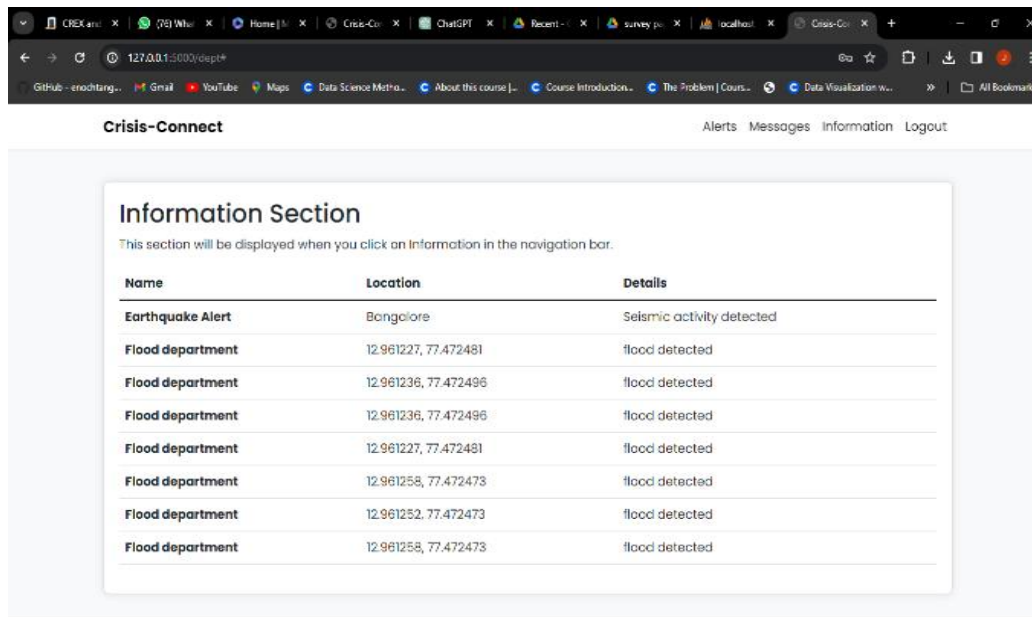 CREX and
(76) Wha
Home | M
Crisis-Cor
ChatGPT
Recent -
survey pa
localhost
Crisis-Cor
127.0.0.1:5000/dept#
GitHub - enochtang...
Gmail
YouTube
Maps
Data Science Metho...
About this course |...
Course Introduction...
The Problem | Cours...
Data Visualization w...
All Bookmark
Crisis-Connect
Alerts Messages Information Logout
Information Section
This section will be displayed when you click on Information in the navigation bar.
Name Location Details
Earthquake Alert Bangalore Seismic activity detected
Flood department 12.961227, 77.472481 flood detected
Flood department 12.961236, 77.472496 flood detected
Flood department 12.961236, 77.472496 flood detected
Flood department 12.961227, 77.472481 flood detected
Flood department 12.961258, 77.472473 flood detected
Flood department 12.961252, 77.472473 flood detected
Flood department 12.961258, 77.472473 flood detected